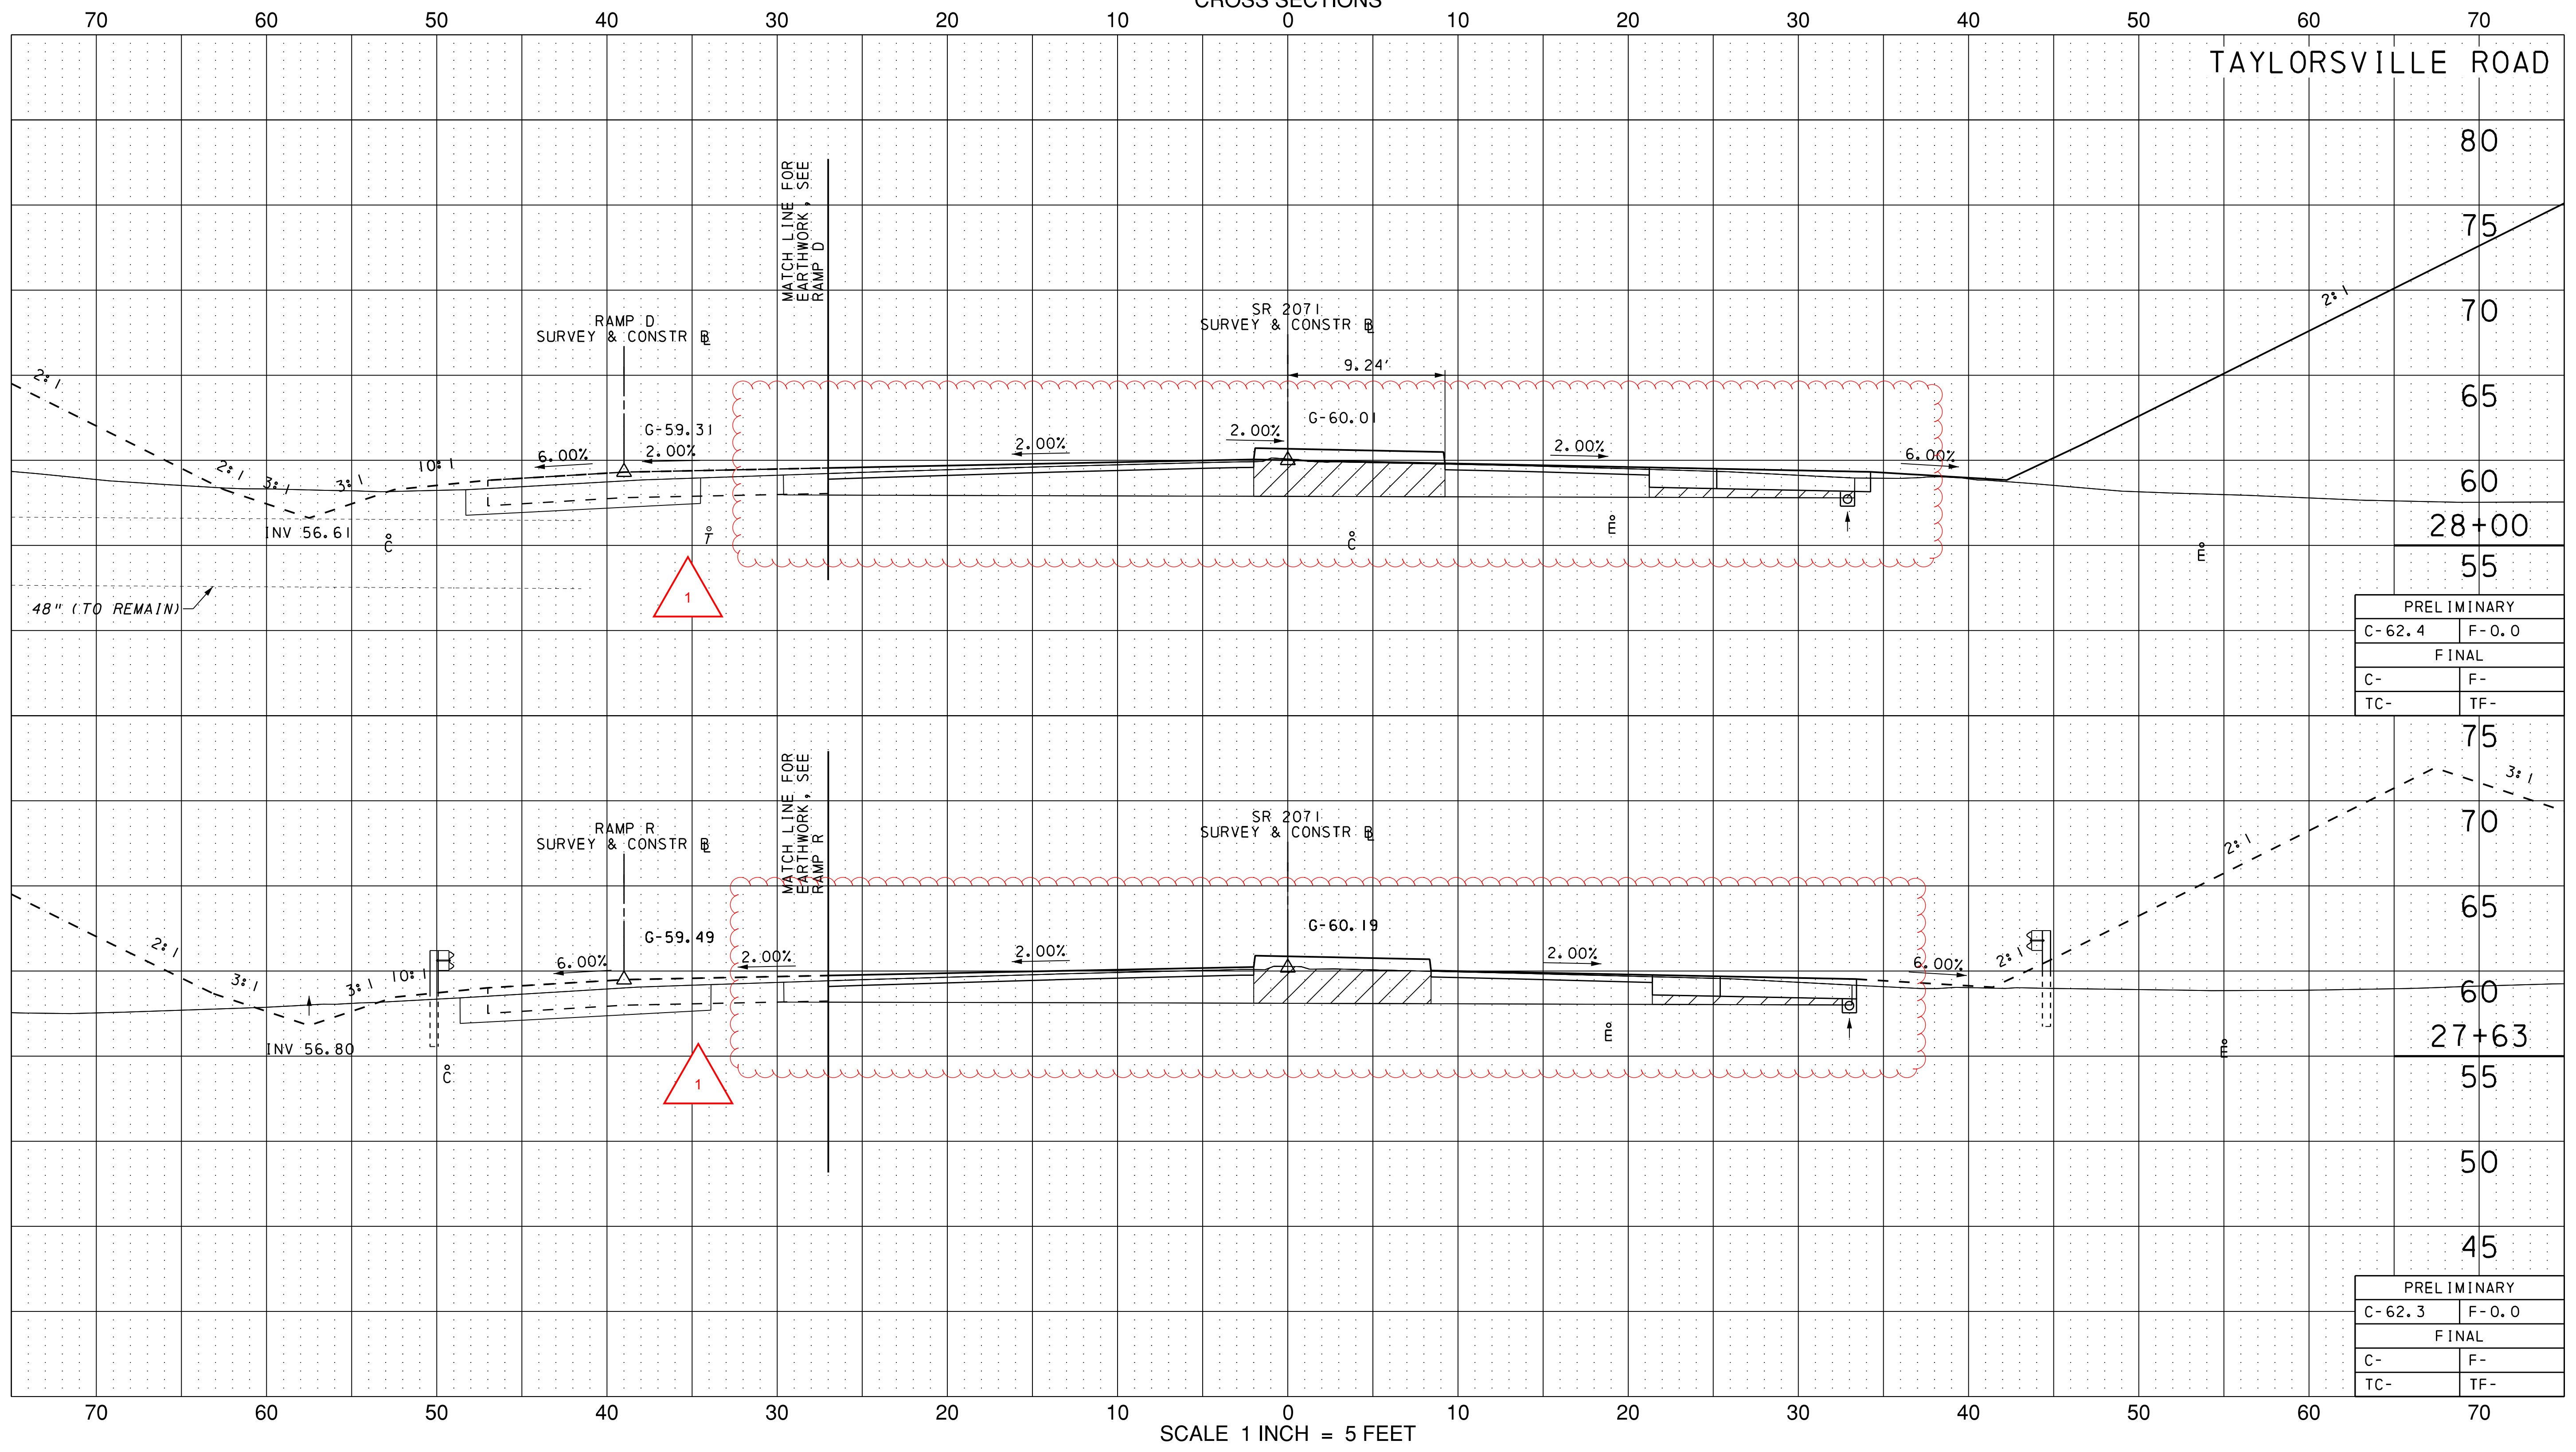 CROSS SECTIONS
70 60 50 40 30 20 10 0 10 20 30 40 50 60 70
TAYLORSVILLE ROAD
80
75
70
65
60
28+00
55
MATCH LINE FOR
EARTHWORK, SEE
RAMP D
RAMP D
SURVEY & CONSTR BL
SR 2071
SURVEY & CONSTR BL
9.24'
2:1
2:1
G-59.31
G-60.01
2:1
3:1
3:1
10:1
6.00%
2.00%
2.00%
2.00%
2.00%
6.00%
INV 56.61
C
T
C
E
E
48" (TO REMAIN)
1
PRELIMINARY
C-62.4 F-0.0
FINAL
C- F-
TC- TF-
75
70
65
60
27+63
55
50
45
MATCH LINE FOR
EARTHWORK, SEE
RAMP R
RAMP R
SURVEY & CONSTR BL
SR 2071
SURVEY & CONSTR BL
3:1
2:1
G-59.49
G-60.19
2:1
3:1
3:1
10:1
6.00%
2.00%
2.00%
2.00%
6.00%
2:1
INV 56.80
C
E
E
1
PRELIMINARY
C-62.3 F-0.0
FINAL
C- F-
TC- TF-
70 60 50 40 30 20 10 0 10 20 30 40 50 60 70
SCALE 1 INCH = 5 FEET